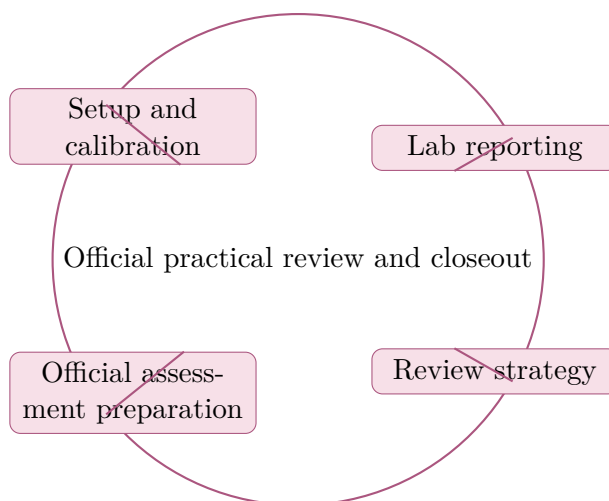 Setup and
calibration
Lab reporting
Official practical review and closeout
Official assess-
ment preparation
Review strategy